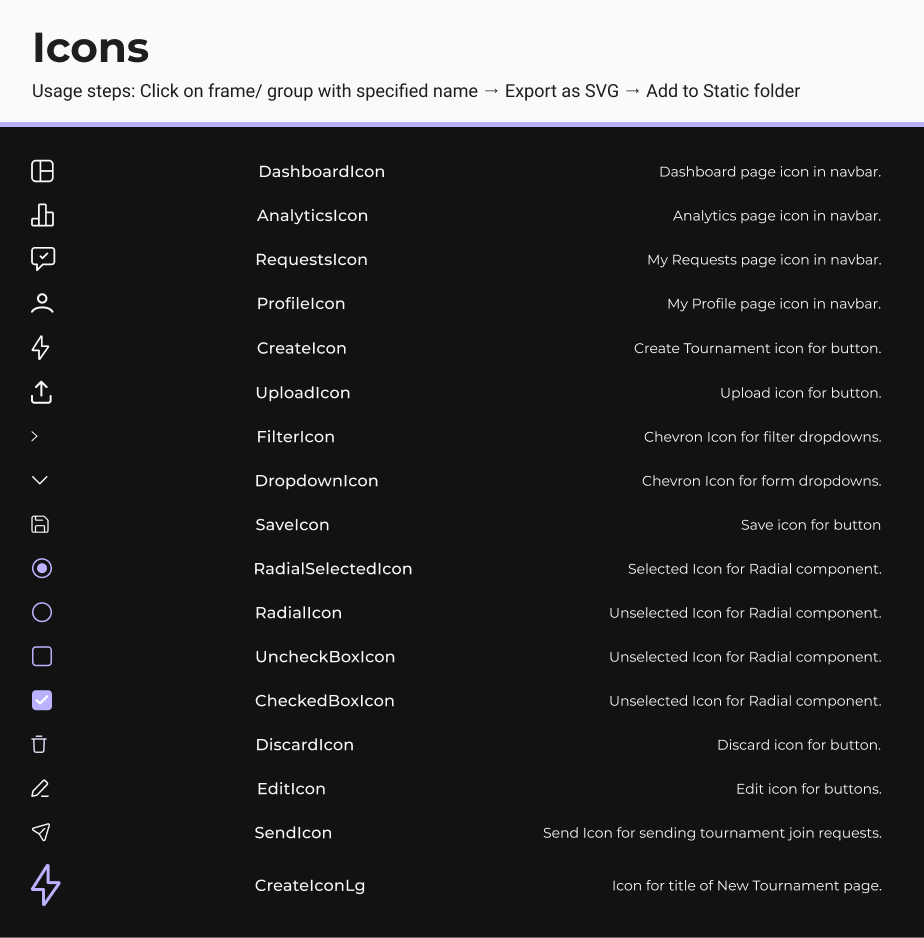 Icons
Usage steps: Click on frame/ group with specified name → Export as SVG → Add to Static folder
DashboardIcon Dashboard page icon in navbar.
AnalyticsIcon Analytics page icon in navbar.
RequestsIcon My Requests page icon in navbar.
ProfileIcon My Profile page icon in navbar.
CreateIcon Create Tournament icon for button.
UploadIcon Upload icon for button.
FilterIcon Chevron Icon for filter dropdowns.
DropdownIcon Chevron Icon for form dropdowns.
SaveIcon Save icon for button
RadialSelectedIcon Selected Icon for Radial component.
RadialIcon Unselected Icon for Radial component.
UncheckBoxIcon Unselected Icon for Radial component.
CheckedBoxIcon Unselected Icon for Radial component.
DiscardIcon Discard icon for button.
EditIcon Edit icon for buttons.
SendIcon Send Icon for sending tournament join requests.
CreateIconLg Icon for title of New Tournament page.